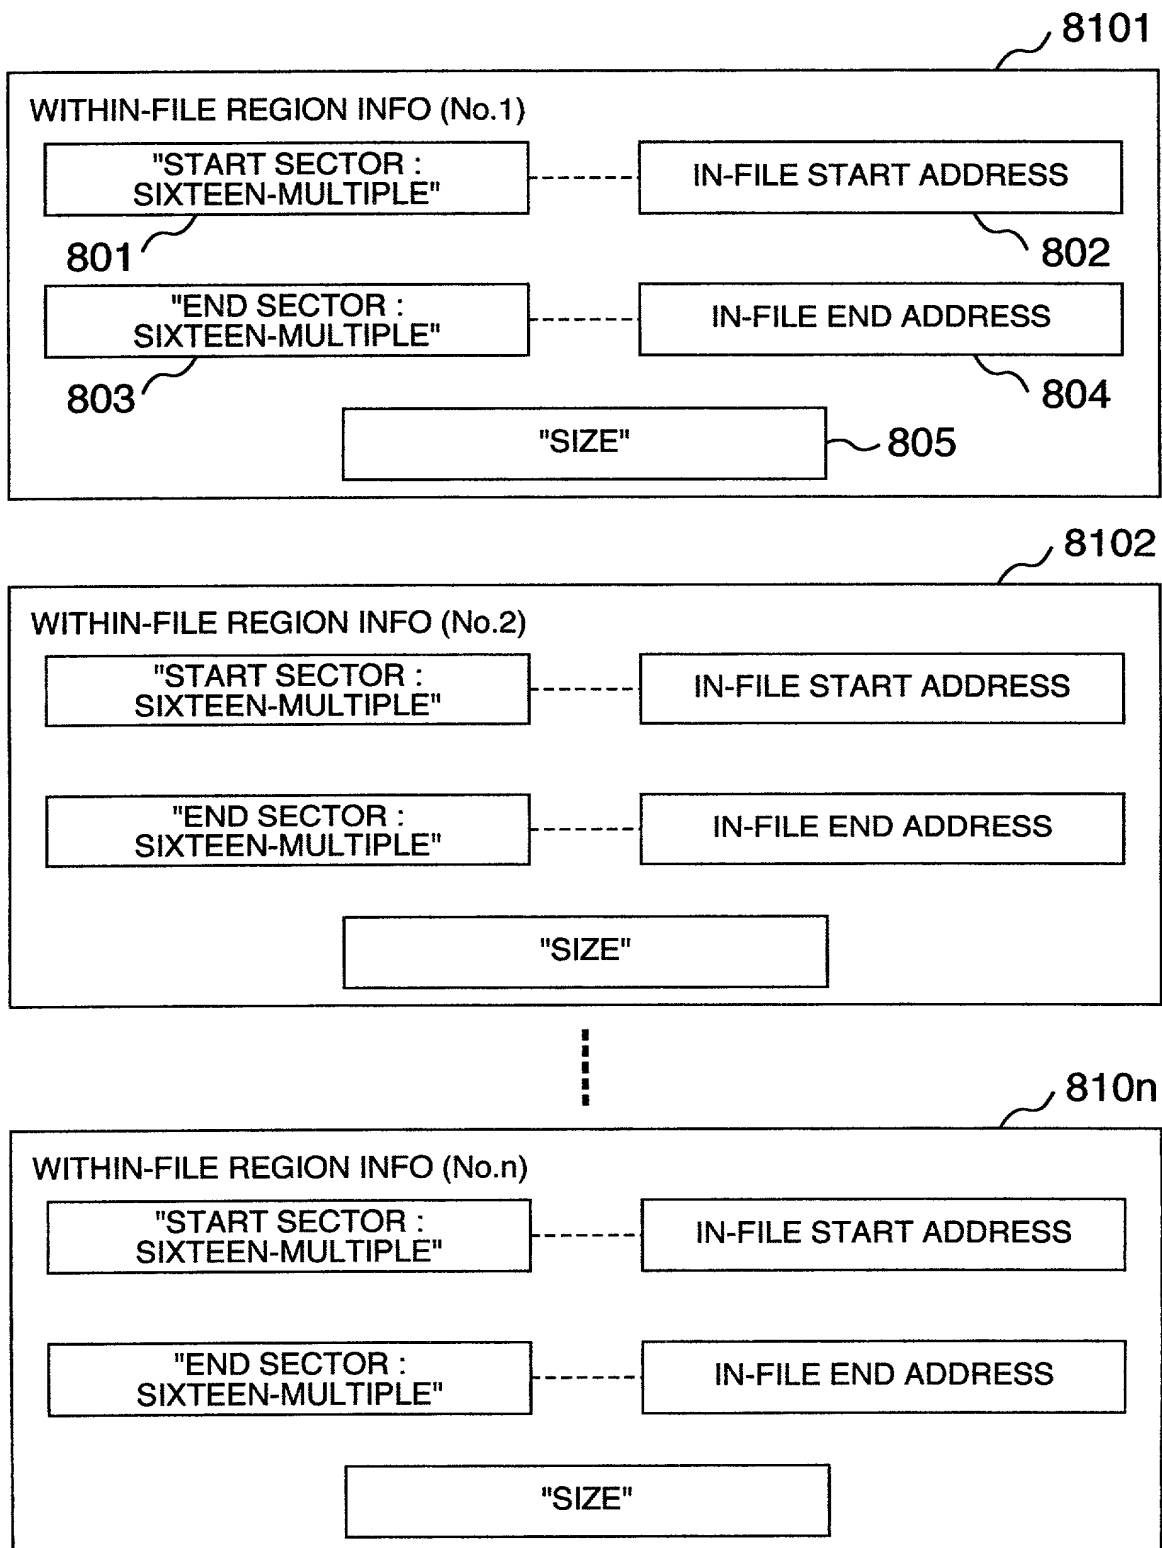 8101
WITHIN-FILE REGION INFO (No.1)
"START SECTOR :
SIXTEEN-MULTIPLE"
IN-FILE START ADDRESS
801
802
"END SECTOR :
SIXTEEN-MULTIPLE"
IN-FILE END ADDRESS
803
804
"SIZE"
805
8102
WITHIN-FILE REGION INFO (No.2)
"START SECTOR :
SIXTEEN-MULTIPLE"
IN-FILE START ADDRESS
"END SECTOR :
SIXTEEN-MULTIPLE"
IN-FILE END ADDRESS
"SIZE"
810n
WITHIN-FILE REGION INFO (No.n)
"START SECTOR :
SIXTEEN-MULTIPLE"
IN-FILE START ADDRESS
"END SECTOR :
SIXTEEN-MULTIPLE"
IN-FILE END ADDRESS
"SIZE"